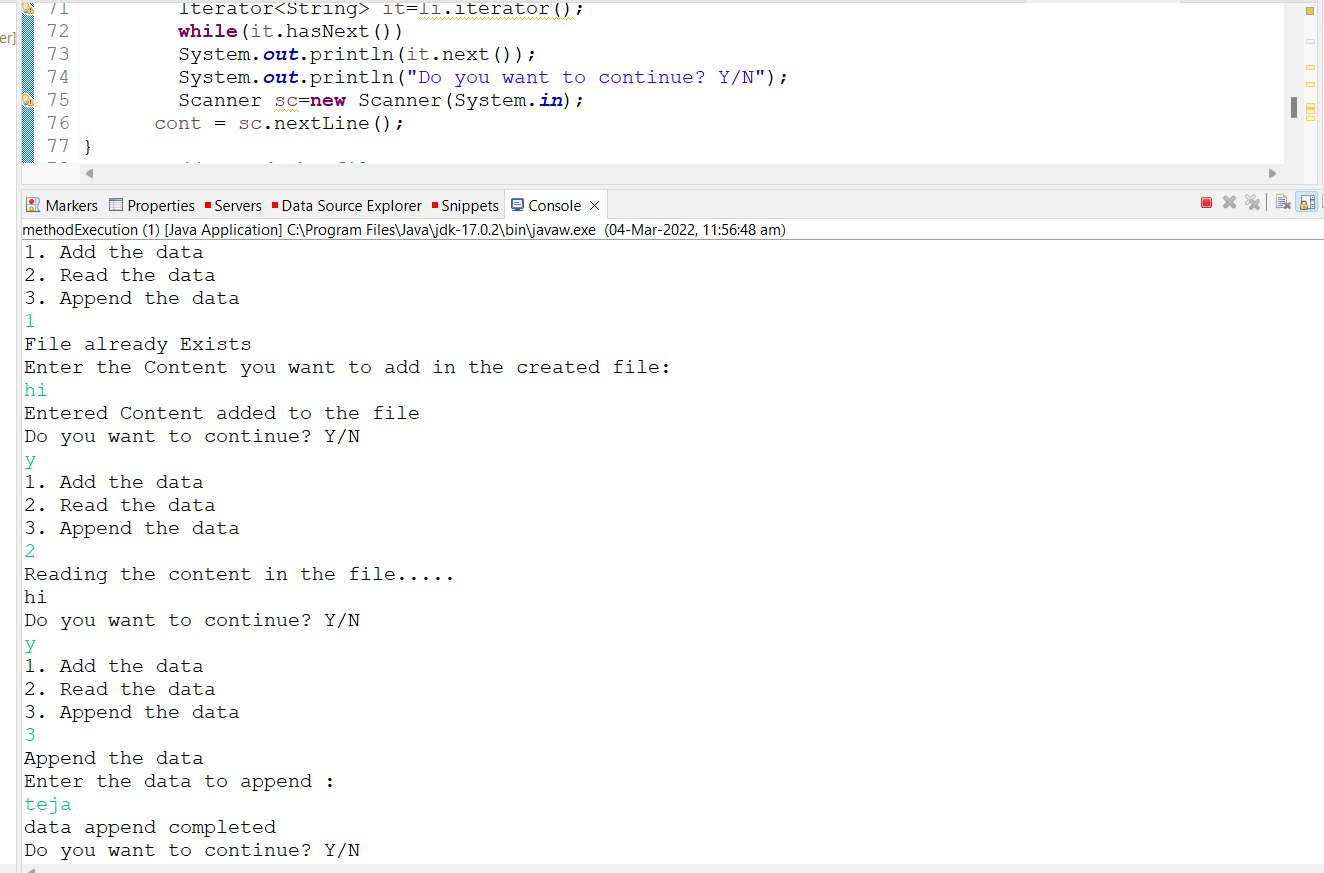 71 Iterator<String> it=li.iterator();
72 while(it.hasNext())
er]
73 System.out.println(it.next());
74 System.out.println("Do you want to continue? Y/N");
75 Scanner sc=new Scanner(System.in);
76 cont = sc.nextLine();
77 }
Markers Properties Servers Data Source Explorer Snippets Console
methodExecution (1) [Java Application] C:\Program Files\Java\jdk-17.0.2\bin\javaw.exe (04-Mar-2022, 11:56:48 am)
1. Add the data
2. Read the data
3. Append the data
1
File already Exists
Enter the Content you want to add in the created file:
hi
Entered Content added to the file
Do you want to continue? Y/N
y
1. Add the data
2. Read the data
3. Append the data
2
Reading the content in the file.....
hi
Do you want to continue? Y/N
y
1. Add the data
2. Read the data
3. Append the data
3
Append the data
Enter the data to append :
teja
data append completed
Do you want to continue? Y/N